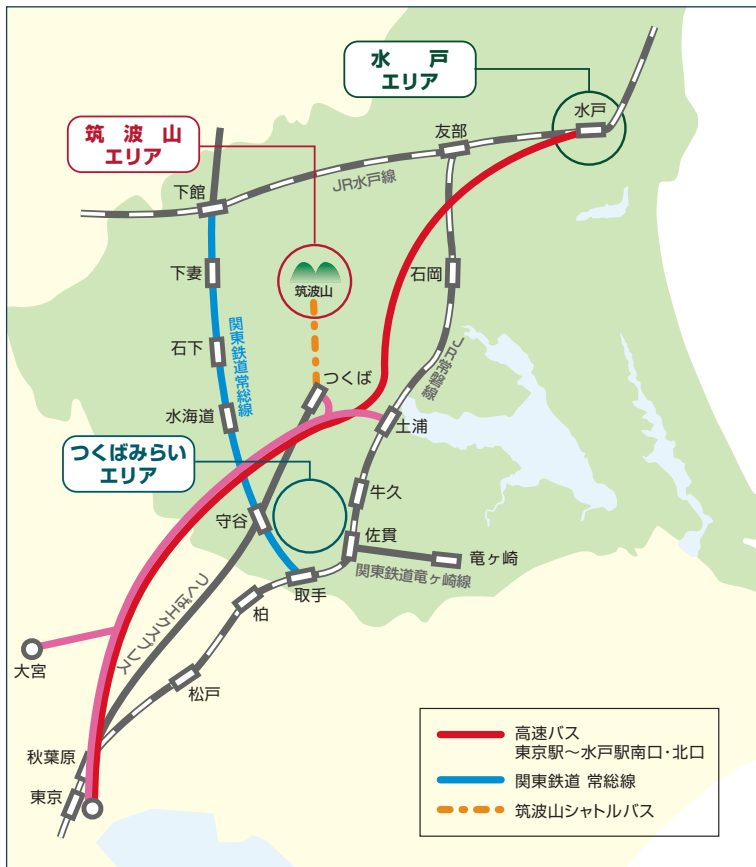 水　戸
エリア
水戸
筑 波 山
エリア
友部
JR水戸線
下館
下妻
筑波山
石岡
関東鉄道常総線
石下
JR常磐線
つくば
水海道
土浦
つくばみらい
エリア
牛久
守谷
佐貫
竜ヶ崎
関東鉄道竜ヶ崎線
取手
つくばエクスプレス
柏
大宮
松戸
秋葉原
東京
高速バス
東京駅～水戸駅南口・北口
関東鉄道 常総線
筑波山シャトルバス